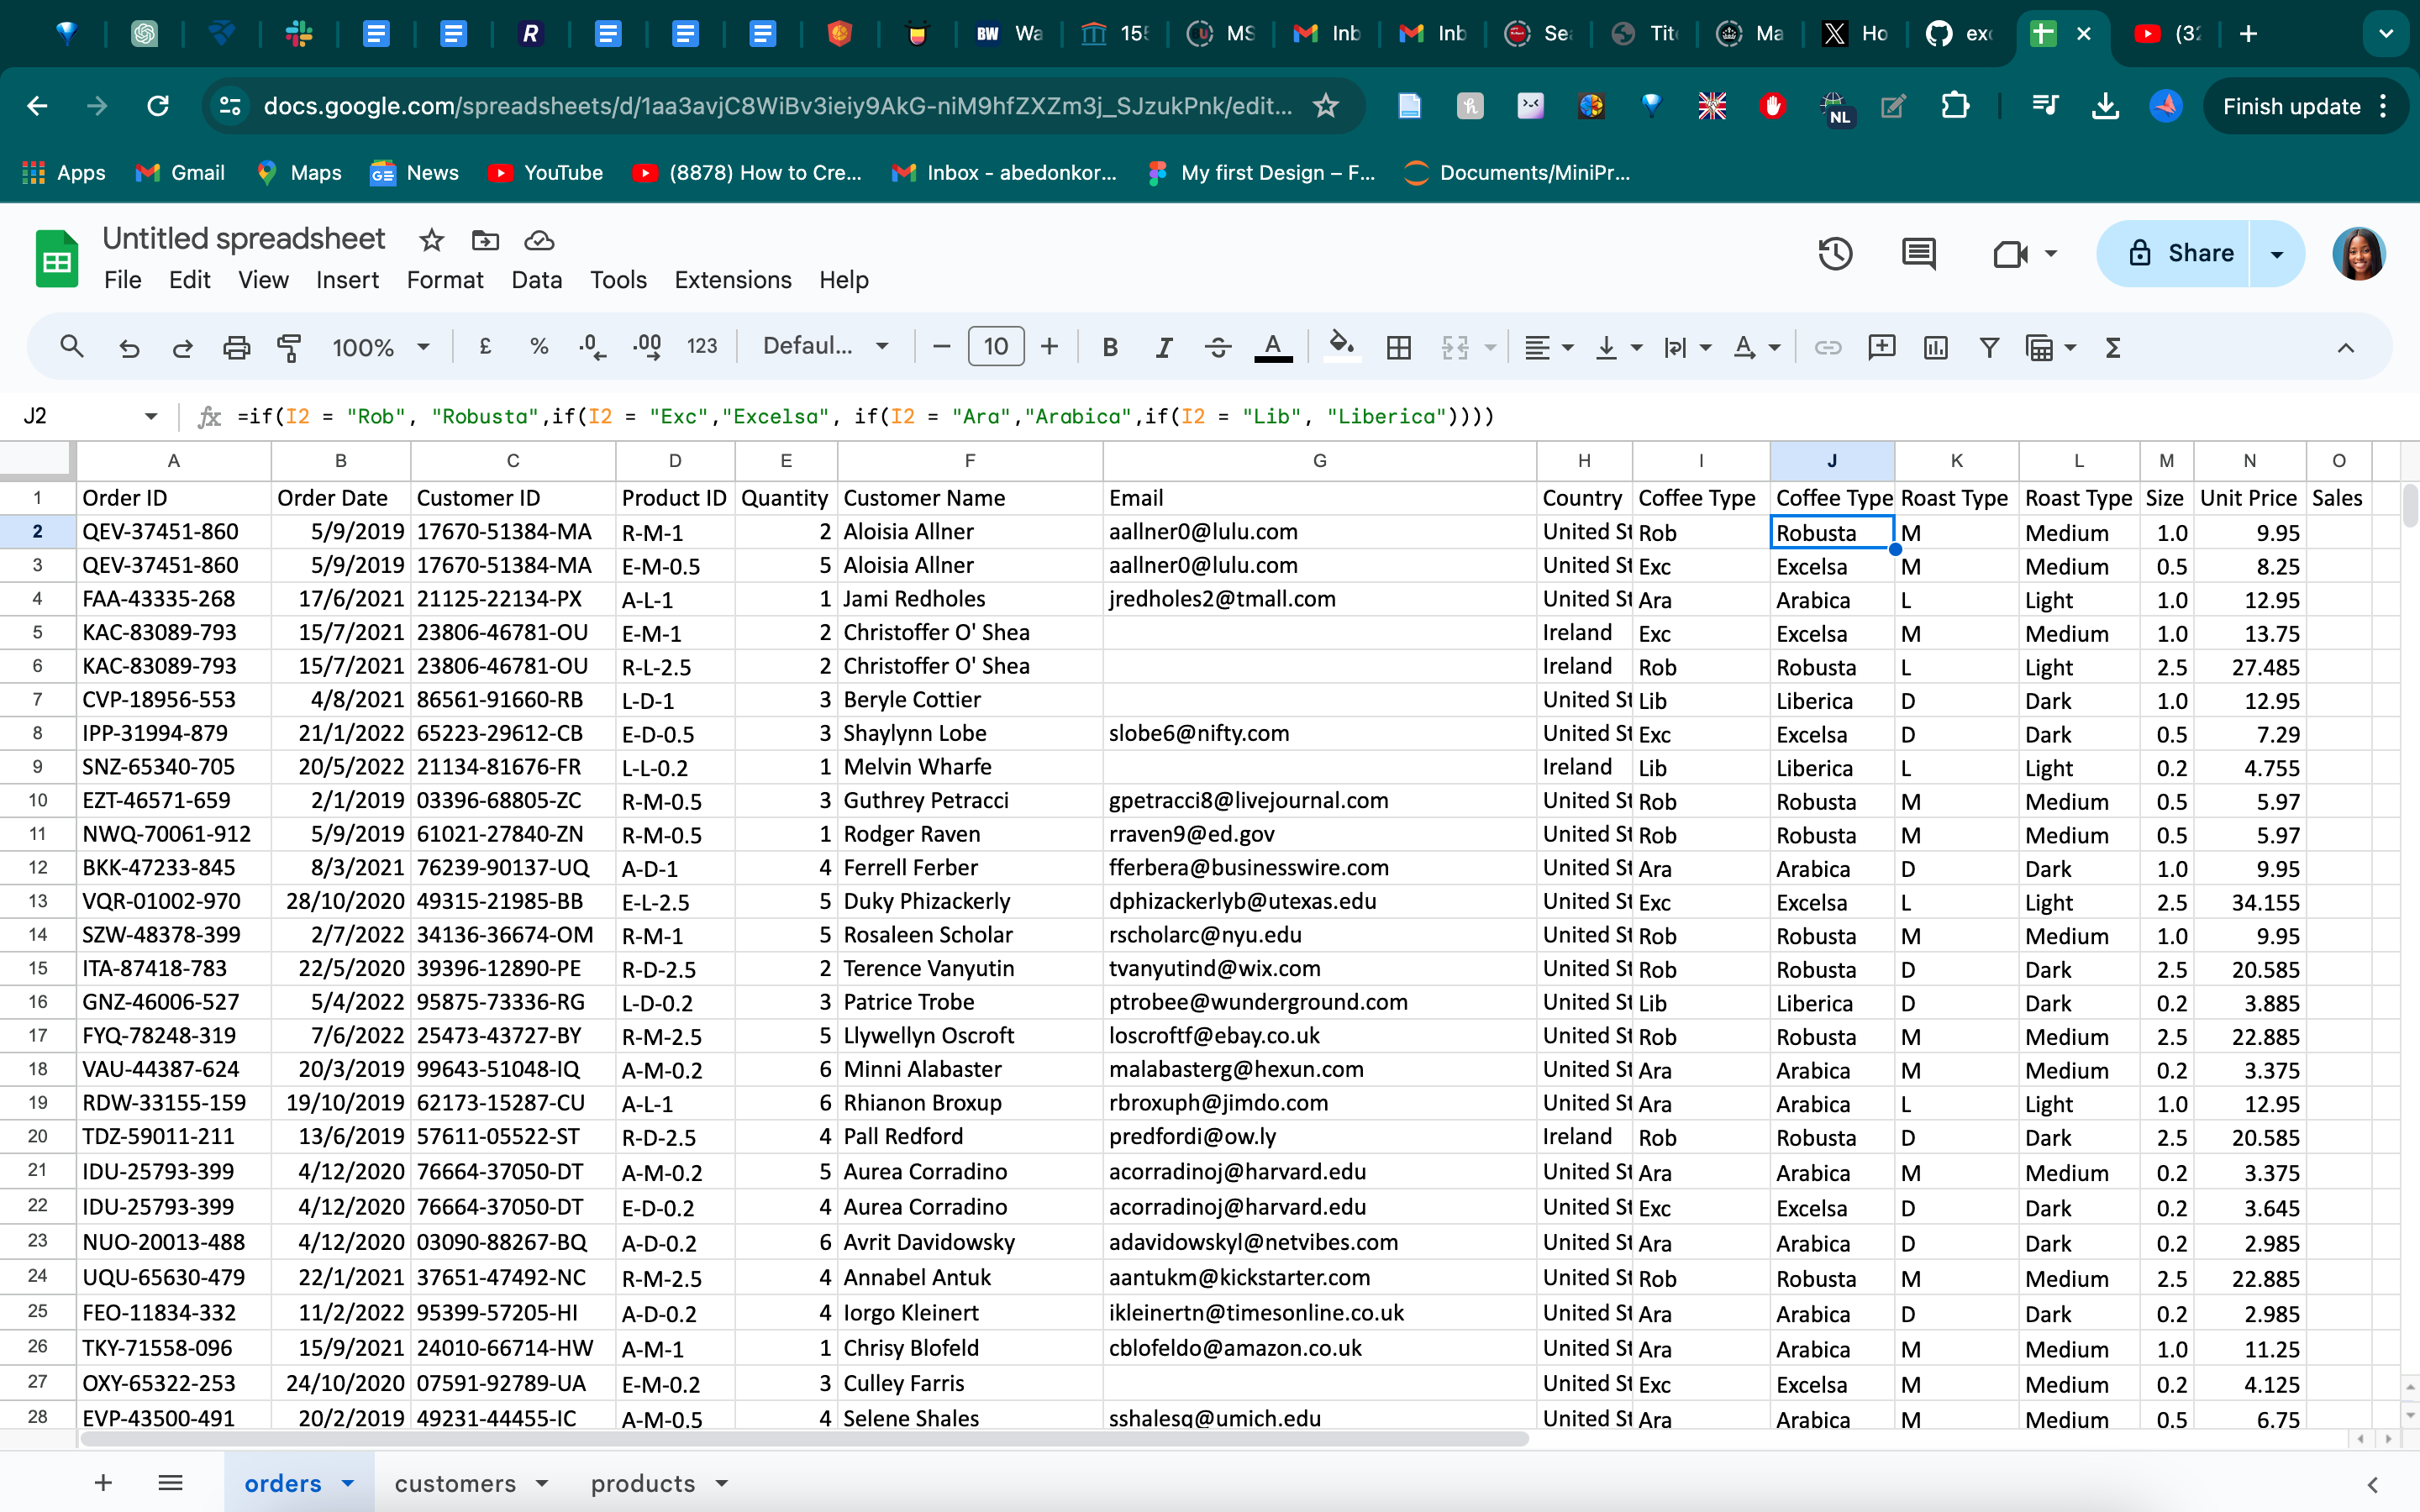 BW Wa 155 MS Inb Inb Se Tit Ma Ho ex (32
docs.google.com/spreadsheets/d/1aa3avjC8WiBv3ieiy9AkG-niM9hfZXZm3j_SJzukPnk/edit... NL Finish update
Apps Gmail Maps News YouTube (8878) How to Cre... Inbox - abedonkor... My first Design – F... Documents/MiniPr...
Untitled spreadsheet
File Edit View Insert Format Data Tools Extensions Help Share
100% £ % .0 .00 123 Defaul... 10 B I A
J2 fx =if(I2 = "Rob", "Robusta",if(I2 = "Exc","Excelsa", if(I2 = "Ara","Arabica",if(I2 = "Lib", "Liberica"))))
A B C D E F G H I J K L M N O
1 Order ID Order Date Customer ID Product ID Quantity Customer Name Email Country Coffee Type Coffee Type Roast Type Roast Type Size Unit Price Sales
2 QEV-37451-860 5/9/2019 17670-51384-MA R-M-1 2 Aloisia Allner aallner0@lulu.com United St Rob Robusta M Medium 1.0 9.95
3 QEV-37451-860 5/9/2019 17670-51384-MA E-M-0.5 5 Aloisia Allner aallner0@lulu.com United St Exc Excelsa M Medium 0.5 8.25
4 FAA-43335-268 17/6/2021 21125-22134-PX A-L-1 1 Jami Redholes jredholes2@tmall.com United St Ara Arabica L Light 1.0 12.95
5 KAC-83089-793 15/7/2021 23806-46781-OU E-M-1 2 Christoffer O' Shea Ireland Exc Excelsa M Medium 1.0 13.75
6 KAC-83089-793 15/7/2021 23806-46781-OU R-L-2.5 2 Christoffer O' Shea Ireland Rob Robusta L Light 2.5 27.485
7 CVP-18956-553 4/8/2021 86561-91660-RB L-D-1 3 Beryle Cottier United St Lib Liberica D Dark 1.0 12.95
8 IPP-31994-879 21/1/2022 65223-29612-CB E-D-0.5 3 Shaylynn Lobe slobe6@nifty.com United St Exc Excelsa D Dark 0.5 7.29
9 SNZ-65340-705 20/5/2022 21134-81676-FR L-L-0.2 1 Melvin Wharfe Ireland Lib Liberica L Light 0.2 4.755
10 EZT-46571-659 2/1/2019 03396-68805-ZC R-M-0.5 3 Guthrey Petracci gpetracci8@livejournal.com United St Rob Robusta M Medium 0.5 5.97
11 NWQ-70061-912 5/9/2019 61021-27840-ZN R-M-0.5 1 Rodger Raven rraven9@ed.gov United St Rob Robusta M Medium 0.5 5.97
12 BKK-47233-845 8/3/2021 76239-90137-UQ A-D-1 4 Ferrell Ferber fferbera@businesswire.com United St Ara Arabica D Dark 1.0 9.95
13 VQR-01002-970 28/10/2020 49315-21985-BB E-L-2.5 5 Duky Phizackerly dphizackerlyb@utexas.edu United St Exc Excelsa L Light 2.5 34.155
14 SZW-48378-399 2/7/2022 34136-36674-OM R-M-1 5 Rosaleen Scholar rscholarc@nyu.edu United St Rob Robusta M Medium 1.0 9.95
15 ITA-87418-783 22/5/2020 39396-12890-PE R-D-2.5 2 Terence Vanyutin tvanyutind@wix.com United St Rob Robusta D Dark 2.5 20.585
16 GNZ-46006-527 5/4/2022 95875-73336-RG L-D-0.2 3 Patrice Trobe ptrobee@wunderground.com United St Lib Liberica D Dark 0.2 3.885
17 FYQ-78248-319 7/6/2022 25473-43727-BY R-M-2.5 5 Llywellyn Oscroft loscroftf@ebay.co.uk United St Rob Robusta M Medium 2.5 22.885
18 VAU-44387-624 20/3/2019 99643-51048-IQ A-M-0.2 6 Minni Alabaster malabasterg@hexun.com United St Ara Arabica M Medium 0.2 3.375
19 RDW-33155-159 19/10/2019 62173-15287-CU A-L-1 6 Rhianon Broxup rbroxuph@jimdo.com United St Ara Arabica L Light 1.0 12.95
20 TDZ-59011-211 13/6/2019 57611-05522-ST R-D-2.5 4 Pall Redford predfordi@ow.ly Ireland Rob Robusta D Dark 2.5 20.585
21 IDU-25793-399 4/12/2020 76664-37050-DT A-M-0.2 5 Aurea Corradino acorradinoj@harvard.edu United St Ara Arabica M Medium 0.2 3.375
22 IDU-25793-399 4/12/2020 76664-37050-DT E-D-0.2 4 Aurea Corradino acorradinoj@harvard.edu United St Exc Excelsa D Dark 0.2 3.645
23 NUO-20013-488 4/12/2020 03090-88267-BQ A-D-0.2 6 Avrit Davidowsky adavidowskyl@netvibes.com United St Ara Arabica D Dark 0.2 2.985
24 UQU-65630-479 22/1/2021 37651-47492-NC R-M-2.5 4 Annabel Antuk aantukm@kickstarter.com United St Rob Robusta M Medium 2.5 22.885
25 FEO-11834-332 11/2/2022 95399-57205-HI A-D-0.2 4 Iorgo Kleinert ikleinertn@timesonline.co.uk United St Ara Arabica D Dark 0.2 2.985
26 TKY-71558-096 15/9/2021 24010-66714-HW A-M-1 1 Chrisy Blofeld cblofeldo@amazon.co.uk United St Ara Arabica M Medium 1.0 11.25
27 OXY-65322-253 24/10/2020 07591-92789-UA E-M-0.2 3 Culley Farris United St Exc Excelsa M Medium 0.2 4.125
28 EVP-43500-491 20/2/2019 49231-44455-IC A-M-0.5 4 Selene Shales sshalesq@umich.edu United St Ara Arabica M Medium 0.5 6.75
orders customers products